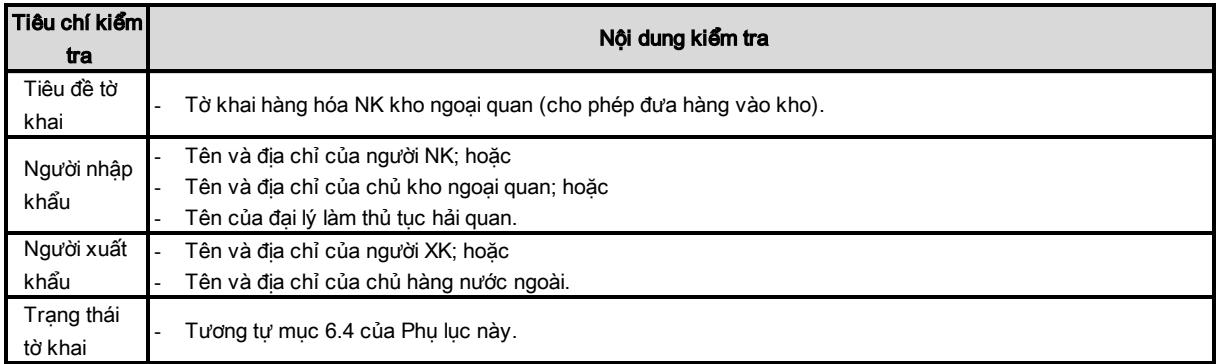 Tiêu chí kiểm tra
Nội dung kiểm tra
Tiêu đề tờ khai
- Tờ khai hàng hóa NK kho ngoại quan (cho phép đưa hàng vào kho).
Người nhập khẩu
- Tên và địa chỉ của người NK; hoặc
- Tên và địa chỉ của chủ kho ngoại quan; hoặc
- Tên của đại lý làm thủ tục hải quan.
Người xuất khẩu
- Tên và địa chỉ của người XK; hoặc
- Tên và địa chỉ của chủ hàng nước ngoài.
Trạng thái tờ khai
- Tương tự mục 6.4 của Phụ lục này.